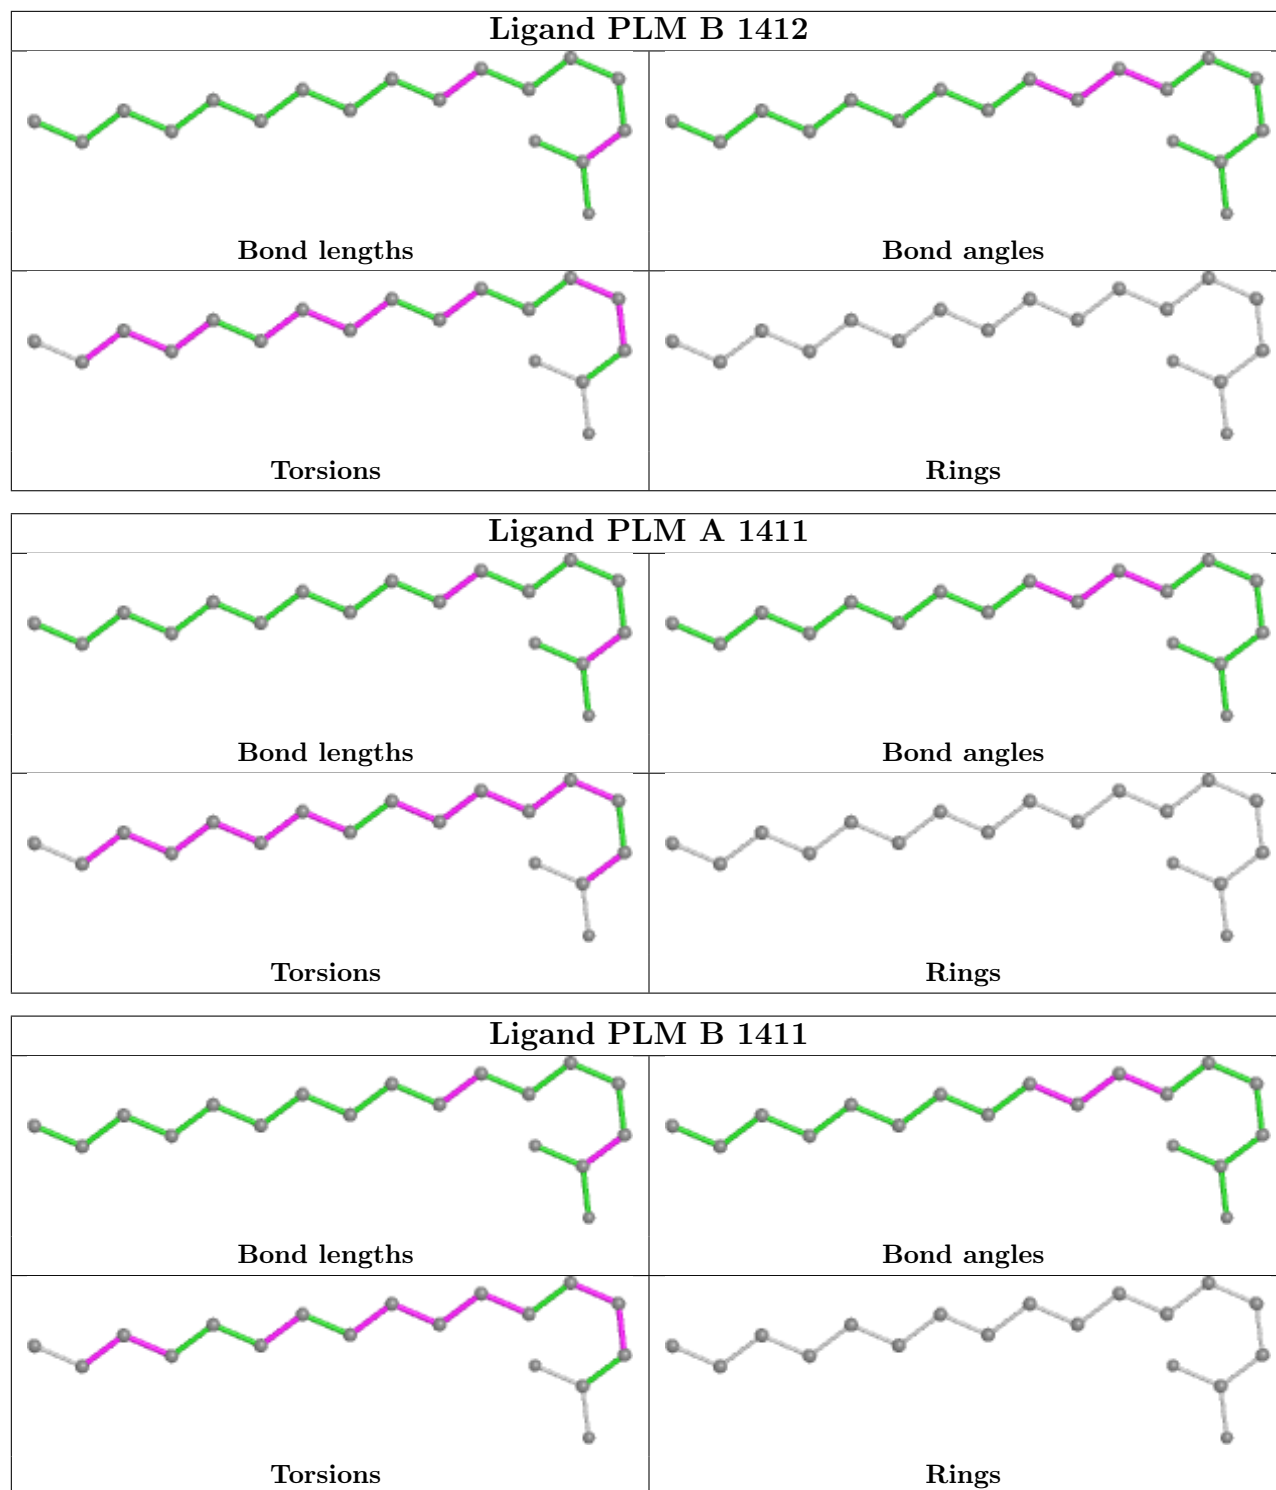 Ligand PLM B 1412
Bond lengths
Bond angles
Torsions
Rings
Ligand PLM A 1411
Bond lengths
Bond angles
Torsions
Rings
Ligand PLM B 1411
Bond lengths
Bond angles
Torsions
Rings